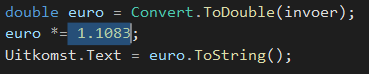 double euro = Convert.ToDouble(invoer);
euro *= 1.1083;
Uitkomst.Text = euro.ToString();